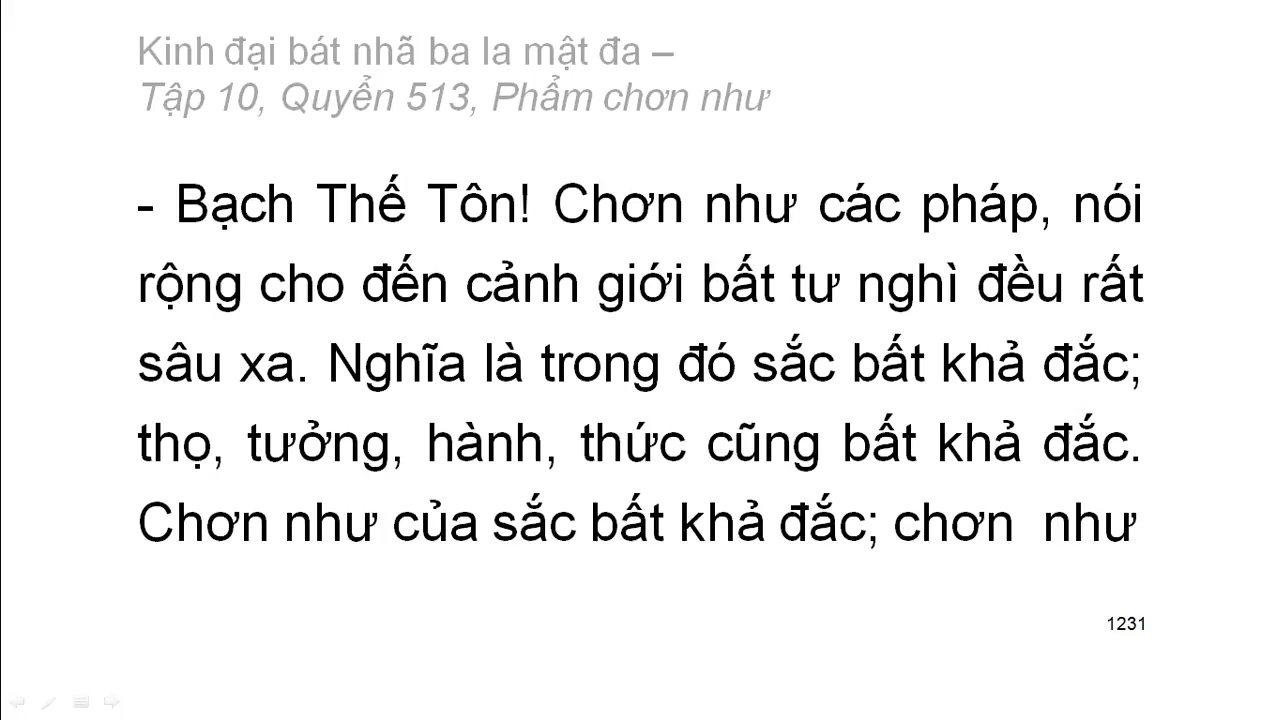 Kinh đại bát nhã ba la mật đa –
Tập 10, Quyển 513, Phẩm chơn như
- Bạch Thế Tôn! Chơn như các pháp, nói
rộng cho đến cảnh giới bất tư nghì đều rất
sâu xa. Nghĩa là trong đó sắc bất khả đắc;
thọ, tưởng, hành, thức cũng bất khả đắc.
Chơn như của sắc bất khả đắc; chơn  như
1231